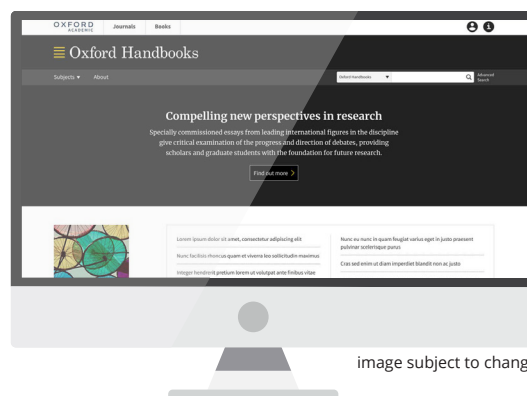 OXFORD
ACADEMIC
Journals
Books
Oxford Handbooks
Subjects
About
Oxford Handbooks
Advanced
Search
Compelling new perspectives in research
Specially commissioned essays from leading international figures in the discipline
give critical examination of the progress and direction of debates, providing
scholars and graduate students with the foundation for future research.
Find out more >
Lorem ipsum dolor sit amet, consectetur adipiscing elit
Nunc facilisis rhoncus quam et viverra leo sollicitudin maximus
Integer hendrerit pretium lorem ut volutpat ante finibus vitae
Nunc eu nunc in quam feugiat varius eget in justo praesent
pulvinar scelerisque purus
Cras sed enim ut diam imperdiet blandit non ac justo
image subject to chang